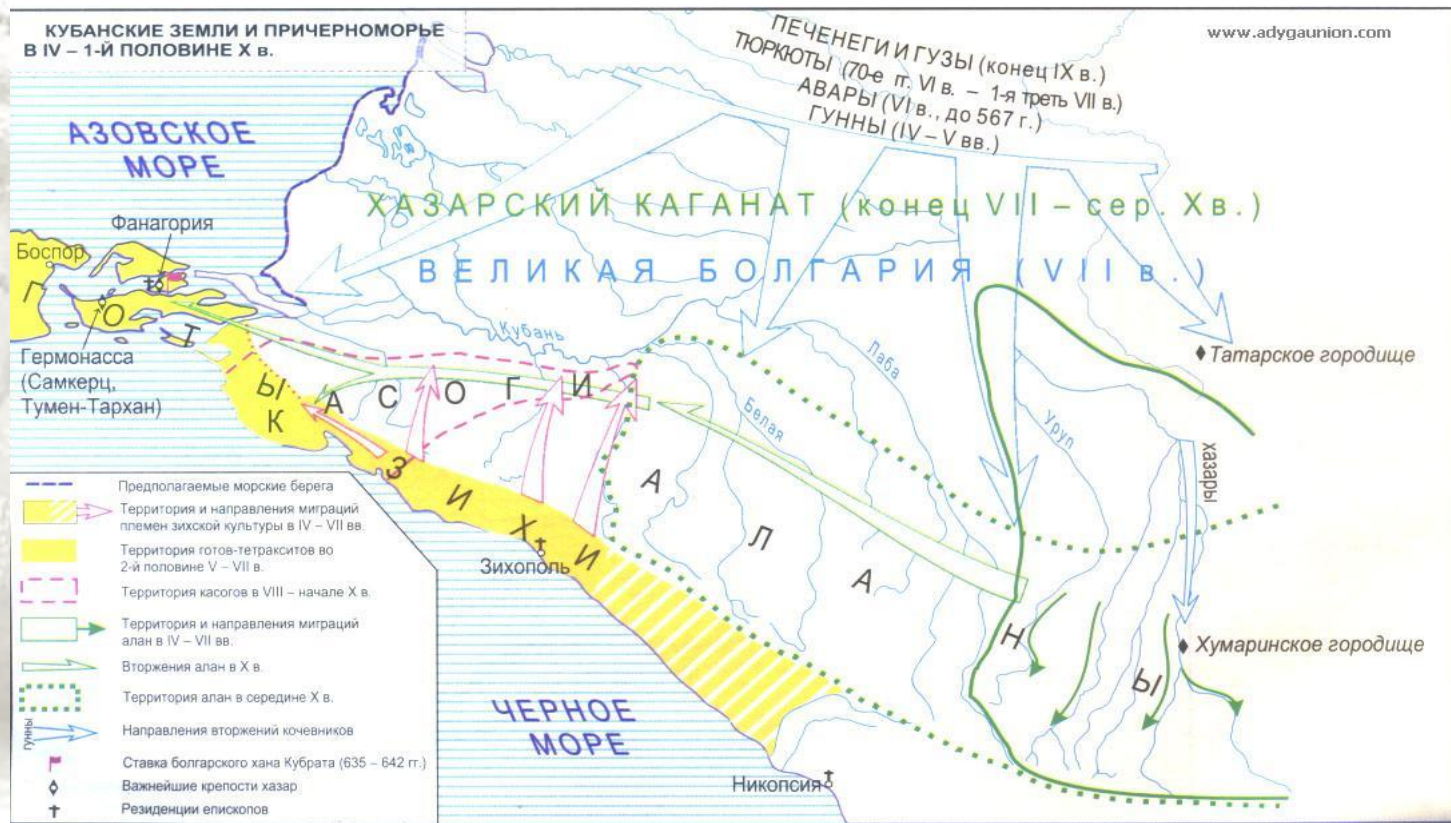 КУБАНСКИЕ ЗЕМЛИ И ПРИЧЕРНОМОРЬЕ
В IV – 1-Й ПОЛОВИНЕ X в.
www.adygaunion.com
ПЕЧЕНЕГИ И ГУЗЫ (конец IX в.)
ТЮРКЮТЫ (70-е гг. VI в. – 1-я треть VII в.)
АВАРЫ (VI в., до 567 г.)
ГУННЫ (IV – V вв.)
АЗОВСКОЕ
МОРЕ
ХАЗАРСКИЙ КАГАНАТ (конец VII – сер. Xв.)
ВЕЛИКАЯ БОЛГАРИЯ (VII в.)
Фанагория
Боспор
ГОТЫ
Гермонасса
(Самкерц,
Тумен-Тархан)
Кубань
Лаба
Белая
Уруп
Татарское городище
хазары
КАСОГИ
ЗИХИ
АЛАНЫ
Зихополь
Хумаринское городище
ЧЕРНОЕ
МОРЕ
Никопсия
Предполагаемые морские берега
Территория и направления миграций
племен зихской культуры в IV – VII вв.
Территория готов-тетракситов во
2-й половине V – VII в.
Территория касогов в VIII – начале X в.
Территория и направления миграций
алан в IV – VII вв.
Вторжения алан в X в.
Территория алан в середине X в.
гунны
Направления вторжений кочевников
Ставка болгарского хана Кубрата (635 – 642 гг.)
Важнейшие крепости хазар
Резиденции епископов